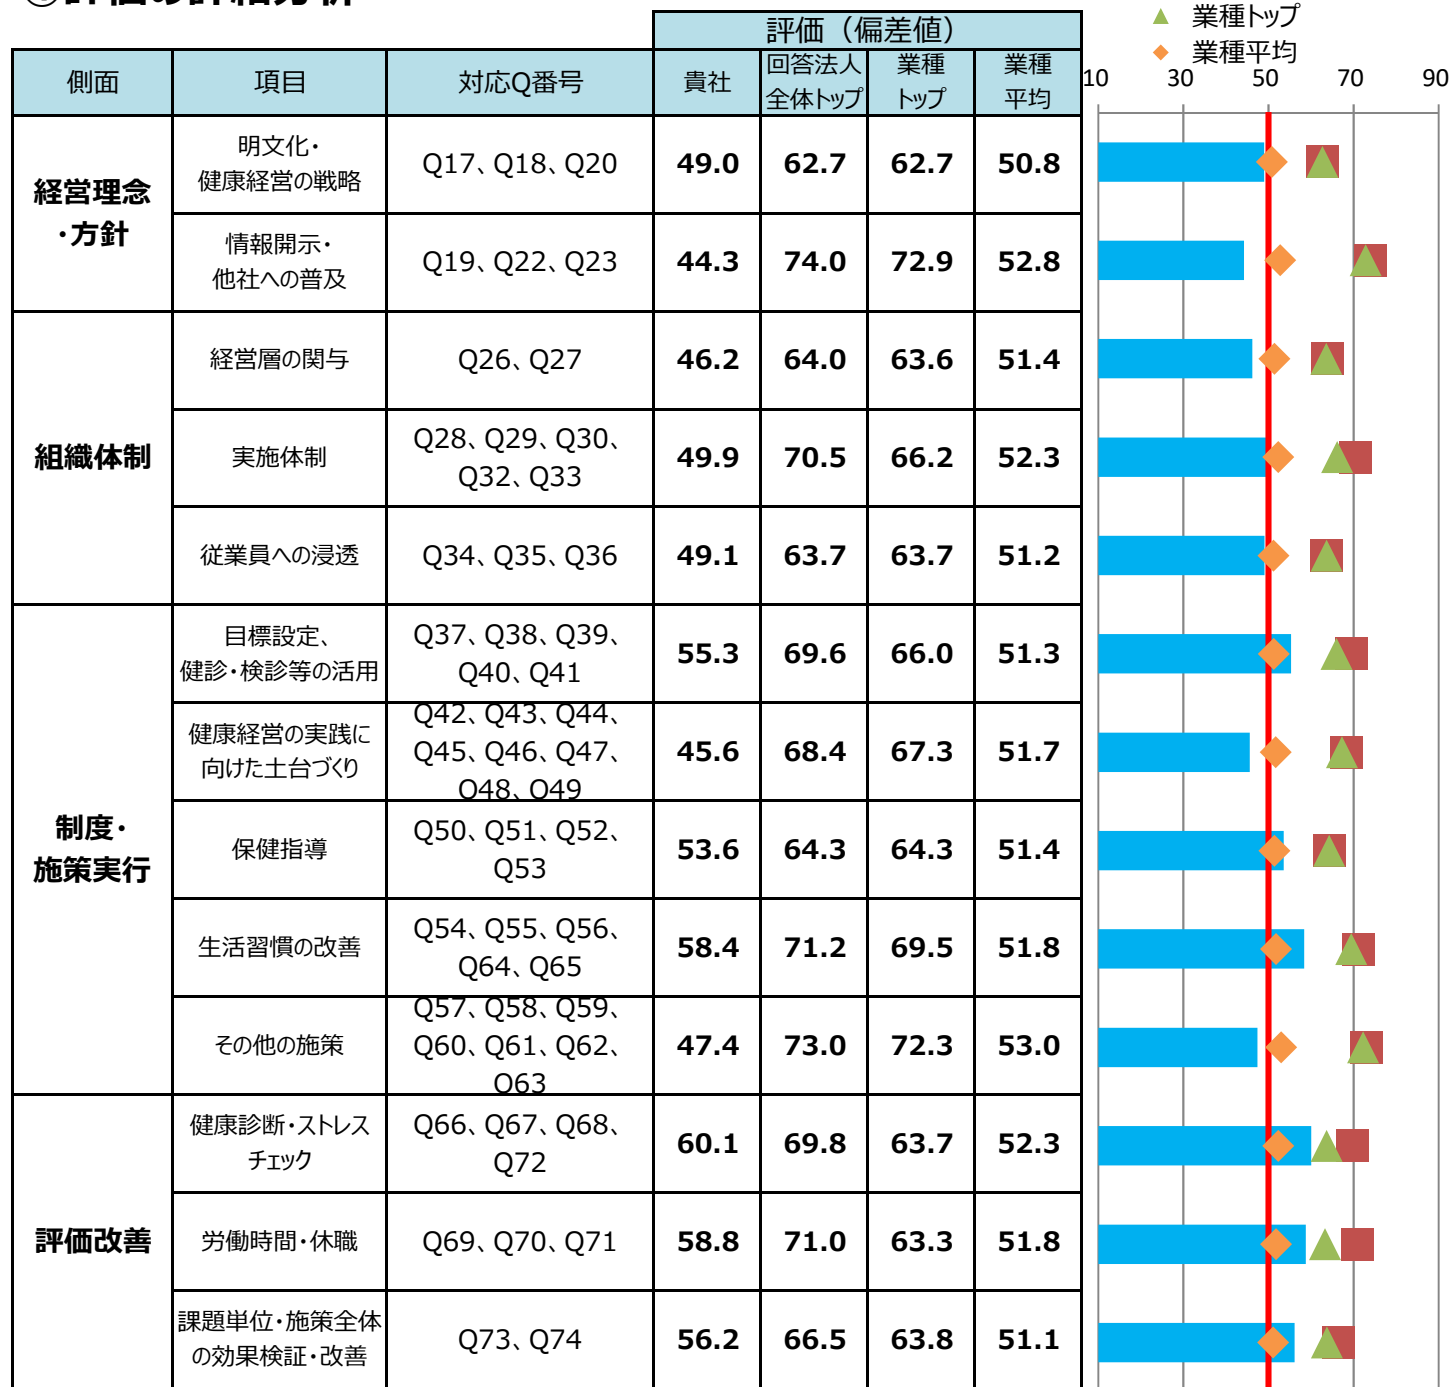 評価の詳細分析
▲ 業種トップ
◆ 業種平均
評価（偏差値）
側面 項目 対応Q番号 貴社 回答法人 業種 業種
全体トップ トップ 平均
10 30 50 70 90
経営理念
・方針
明文化・
健康経営の戦略
Q17、Q18、Q20 49.0 62.7 62.7 50.8
情報開示・
他社への普及
Q19、Q22、Q23 44.3 74.0 72.9 52.8
組織体制
経営層の関与 Q26、Q27 46.2 64.0 63.6 51.4
実施体制
Q28、Q29、Q30、
Q32、Q33
49.9 70.5 66.2 52.3
従業員への浸透 Q34、Q35、Q36 49.1 63.7 63.7 51.2
制度・
施策実行
目標設定、
健診・検診等の活用
Q37、Q38、Q39、
Q40、Q41
55.3 69.6 66.0 51.3
健康経営の実践に
向けた土台づくり
Q42、Q43、Q44、
Q45、Q46、Q47、
Q48、Q49
45.6 68.4 67.3 51.7
保健指導
Q50、Q51、Q52、
Q53
53.6 64.3 64.3 51.4
生活習慣の改善
Q54、Q55、Q56、
Q64、Q65
58.4 71.2 69.5 51.8
その他の施策
Q57、Q58、Q59、
Q60、Q61、Q62、
Q63
47.4 73.0 72.3 53.0
評価改善
健康診断・ストレス
チェック
Q66、Q67、Q68、
Q72
60.1 69.8 63.7 52.3
労働時間・休職 Q69、Q70、Q71 58.8 71.0 63.3 51.8
課題単位・施策全体
の効果検証・改善
Q73、Q74 56.2 66.5 63.8 51.1